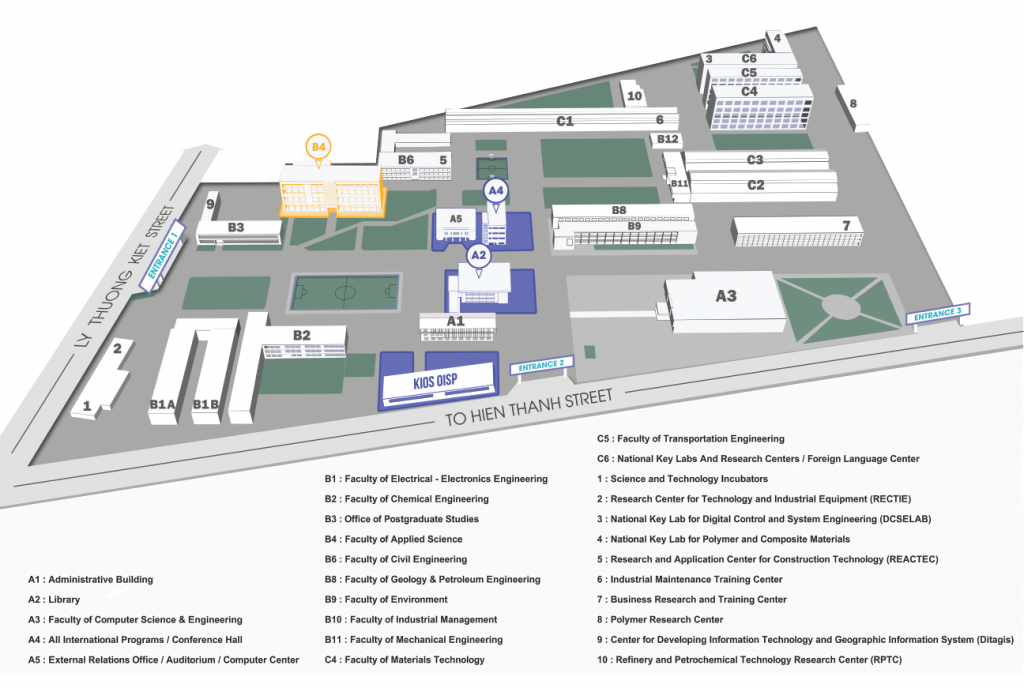 4
3
C6
C5
C4
8
10
C1
6
B12
B4
B6
5
C3
B11
C2
A4
9
B3
A5
B8
B9
7
LY THUONG KIET STREET
ENTRANCE 1
A2
A3
A1
ENTRANCE 3
B2
2
1
B1A
B1B
KIOS OISP
ENTRANCE 2
TO HIEN THANH STREET
A1 : Administrative Building
A2 : Library
A3 : Faculty of Computer Science & Engineering
A4 : All International Programs / Conference Hall
A5 : External Relations Office / Auditorium / Computer Center
B1 : Faculty of Electrical - Electronics Engineering
B2 : Faculty of Chemical Engineering
B3 : Office of Postgraduate Studies
B4 : Faculty of Applied Science
B6 : Faculty of Civil Engineering
B8 : Faculty of Geology & Petroleum Engineering
B9 : Faculty of Environment
B10 : Faculty of Industrial Management
B11 : Faculty of Mechanical Engineering
C4 : Faculty of Materials Technology
C5 : Faculty of Transportation Engineering
C6 : National Key Labs And Research Centers / Foreign Language Center
1 : Science and Technology Incubators
2 : Research Center for Technology and Industrial Equipment (RECTIE)
3 : National Key Lab for Digital Control and System Engineering (DCSELAB)
4 : National Key Lab for Polymer and Composite Materials
5 : Research and Application Center for Construction Technology (REACTEC)
6 : Industrial Maintenance Training Center
7 : Business Research and Training Center
8 : Polymer Research Center
9 : Center for Developing Information Technology and Geographic Information System (Ditagis)
10 : Refinery and Petrochemical Technology Research Center (RPTC)